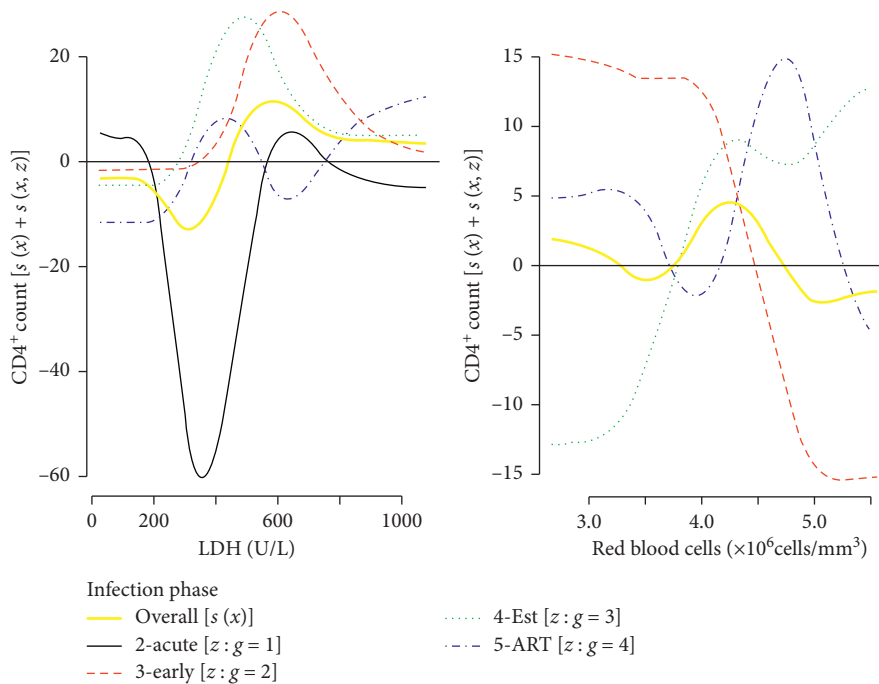 CD4⁺ count [s (x) + s (x, z)]
20
0
−20
−40
−60
0
200
600
1000
LDH (U/L)
CD4⁺ count [s (x) + s (x, z)]
15
10
5
0
−5
−10
−15
3.0
4.0
5.0
Red blood cells (×10⁶cells/mm³)
Infection phase
Overall [s (x)]
2-acute [z : g = 1]
3-early [z : g = 2]
4-Est [z : g = 3]
5-ART [z : g = 4]